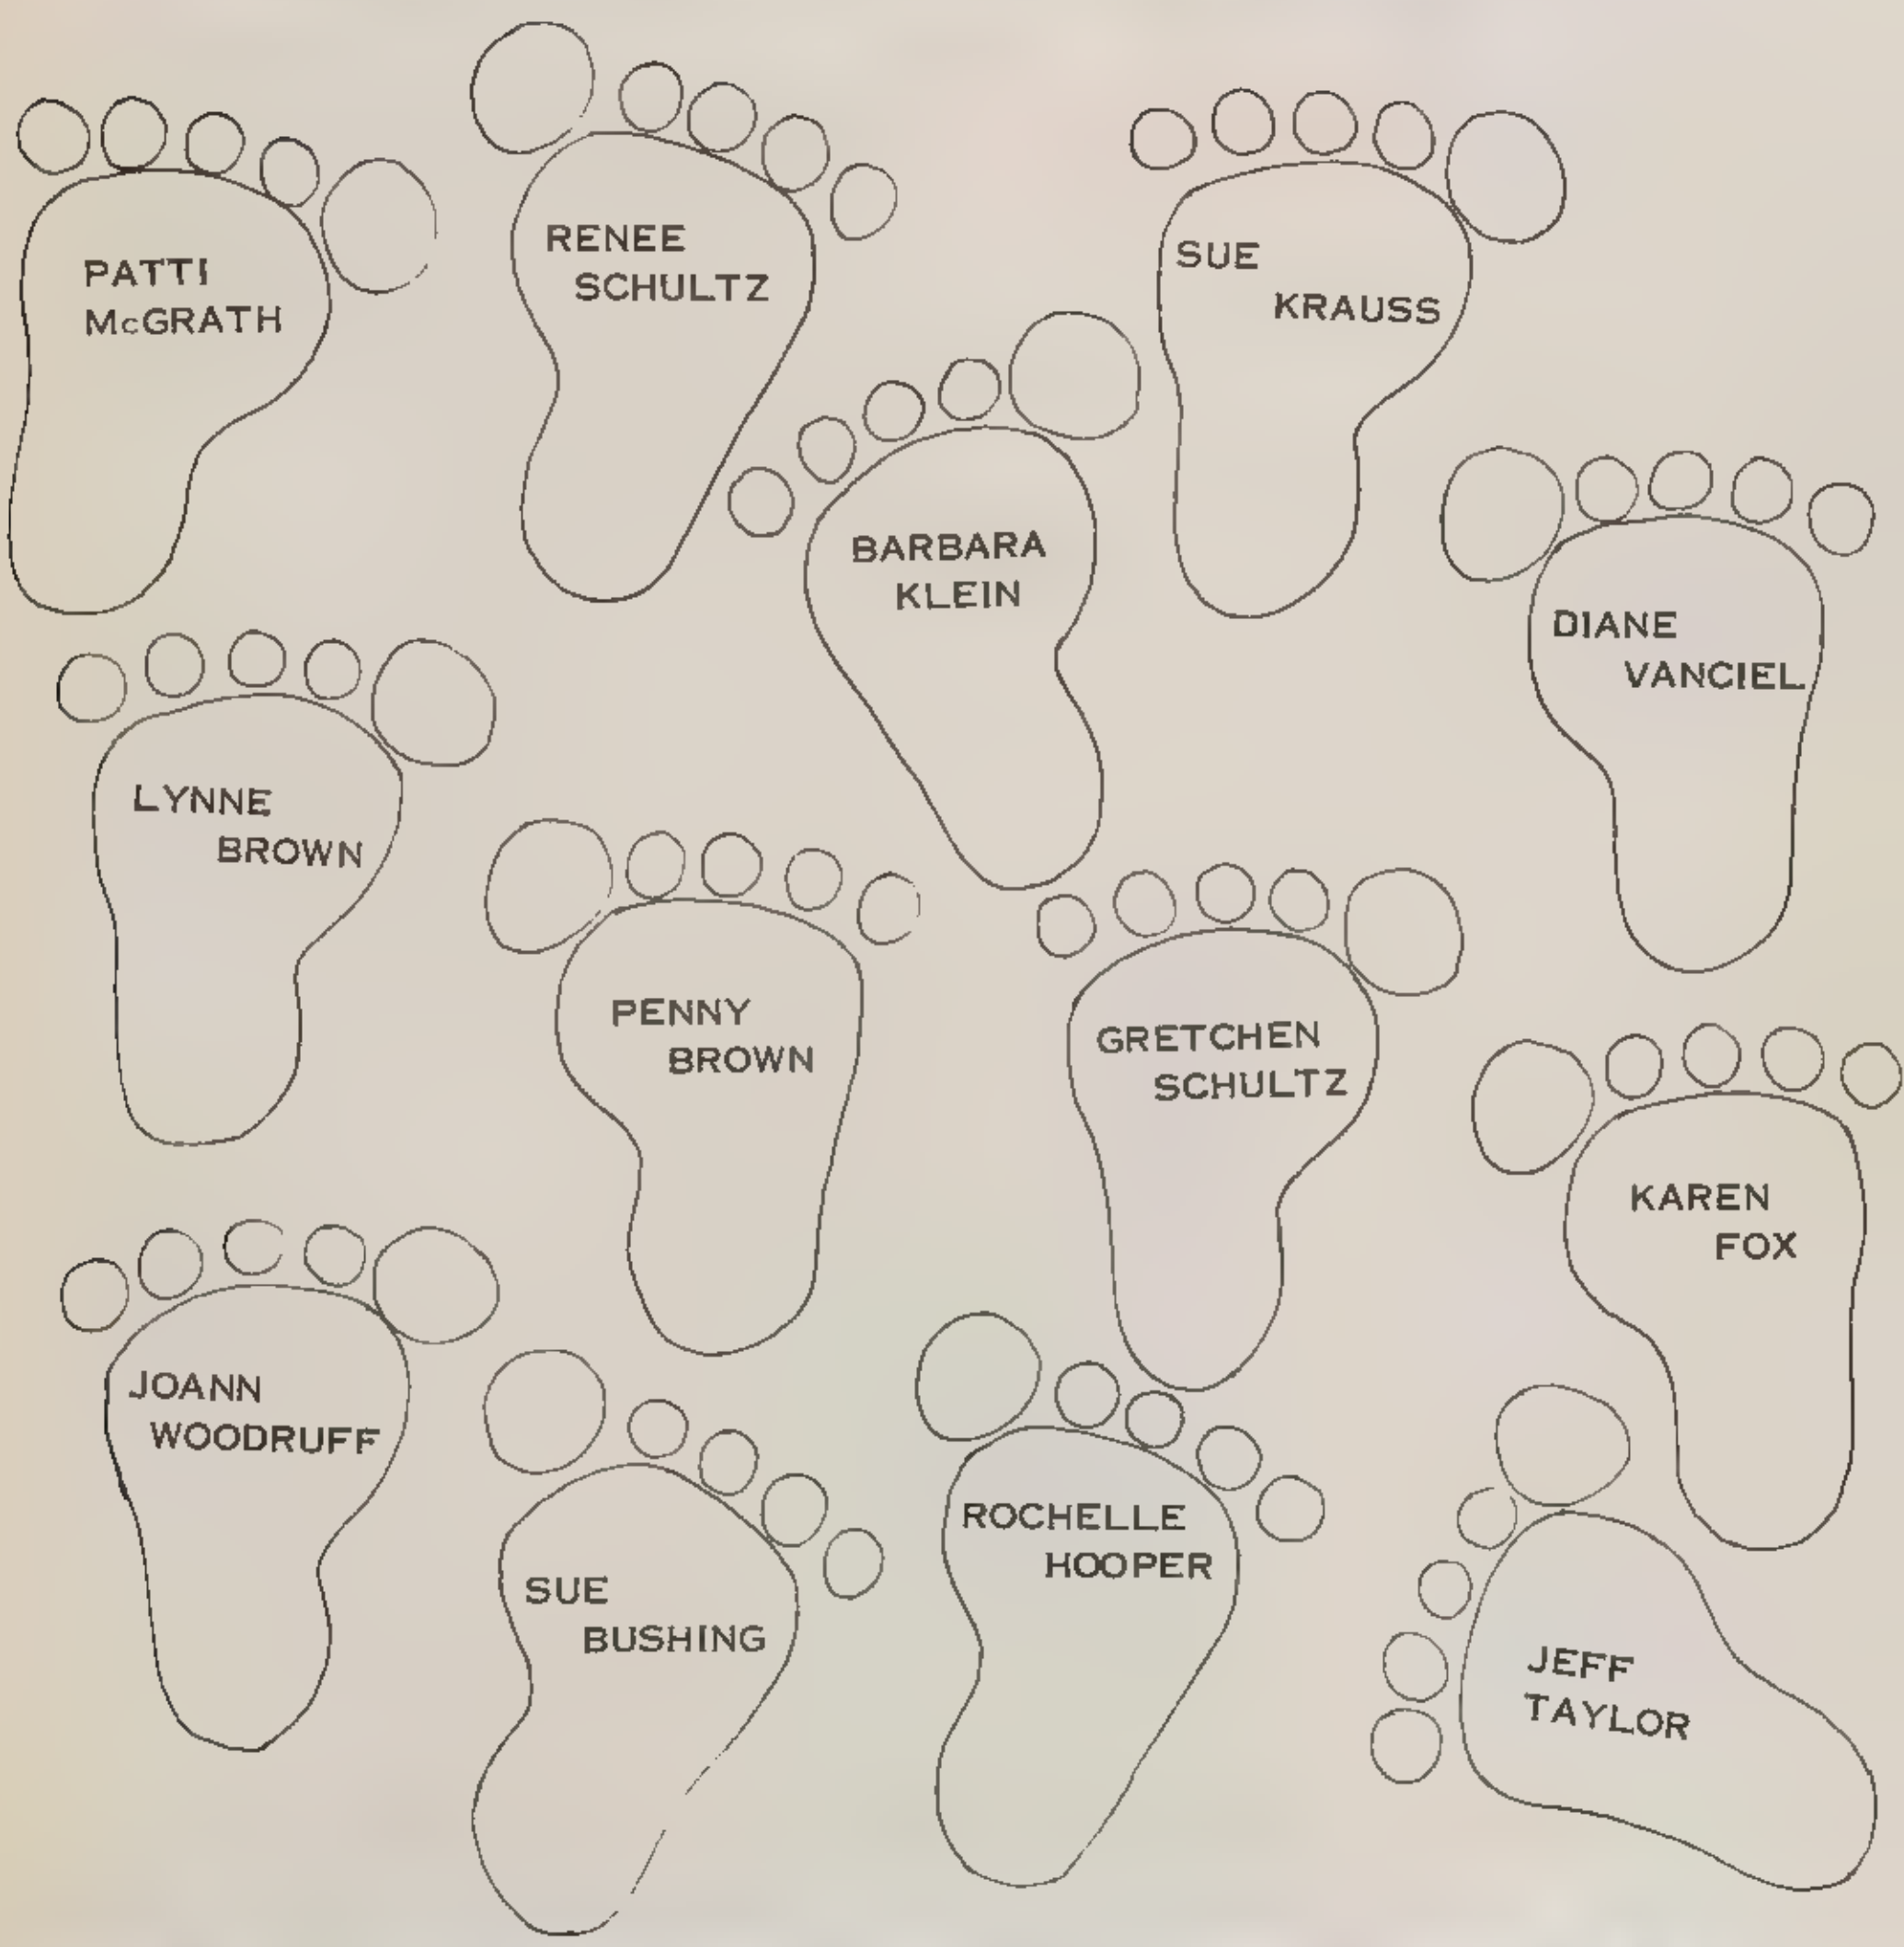 PATTI
McGRATH
RENEE
SCHULTZ
SUE
KRAUSS
BARBARA
KLEIN
DIANE
VANCIEL
LYNNE
BROWN
PENNY
BROWN
GRETCHEN
SCHULTZ
KAREN
FOX
JOANN
WOODRUFF
SUE
BUSHING
ROCHELLE
HOOPER
JEFF
TAYLOR